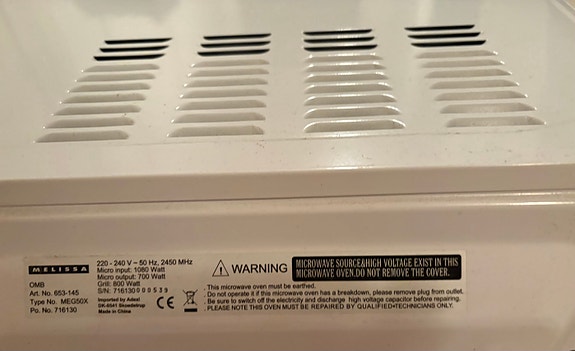 MELISSA
OMB
Art. No. 653-145
Type No. MEG50X
Po. No. 716130
220 - 240 V ~ 50 Hz, 2450 MHz
Micro input: 1080 Watt
Micro output: 700 Watt
Grill: 800 Watt
S/N: 716130000539
Imported by Adexi
DK-8541 Skoedstrup
Made in China
CE
WARNING
MICROWAVE SOURCE&HIGH VOLTAGE EXIST IN THIS
MICROWAVE OVEN.DO NOT REMOVE THE COVER.
This microwave oven must be earthed.
Do not operate if this microwave oven has a breakdown, please remove plug from outlet.
Be sure to switch off the electricity and discharge high voltage capacitor before repairing.
PLEASE NOTE THIS OVEN MUST BE REPAIRED BY QUALIFIED TECHNICIANS ONLY.